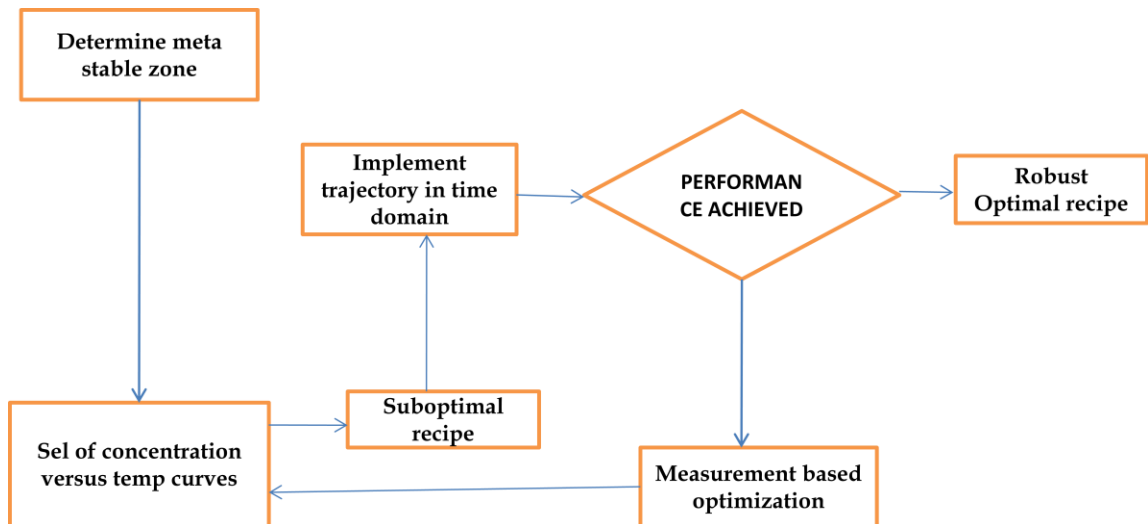 Determine meta
stable zone
Implement
trajectory in time
domain
PERFORMAN
CE ACHIEVED
Robust
Optimal recipe
Suboptimal
recipe
Sel of concentration
versus temp curves
Measurement based
optimization